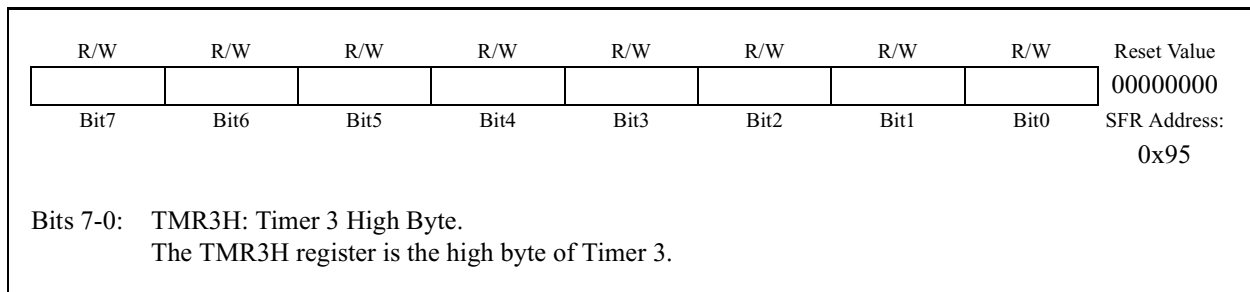 R/W R/W R/W R/W R/W R/W R/W R/W Reset Value
00000000
Bit7 Bit6 Bit5 Bit4 Bit3 Bit2 Bit1 Bit0 SFR Address:
0x95
Bits 7-0: TMR3H: Timer 3 High Byte.
The TMR3H register is the high byte of Timer 3.